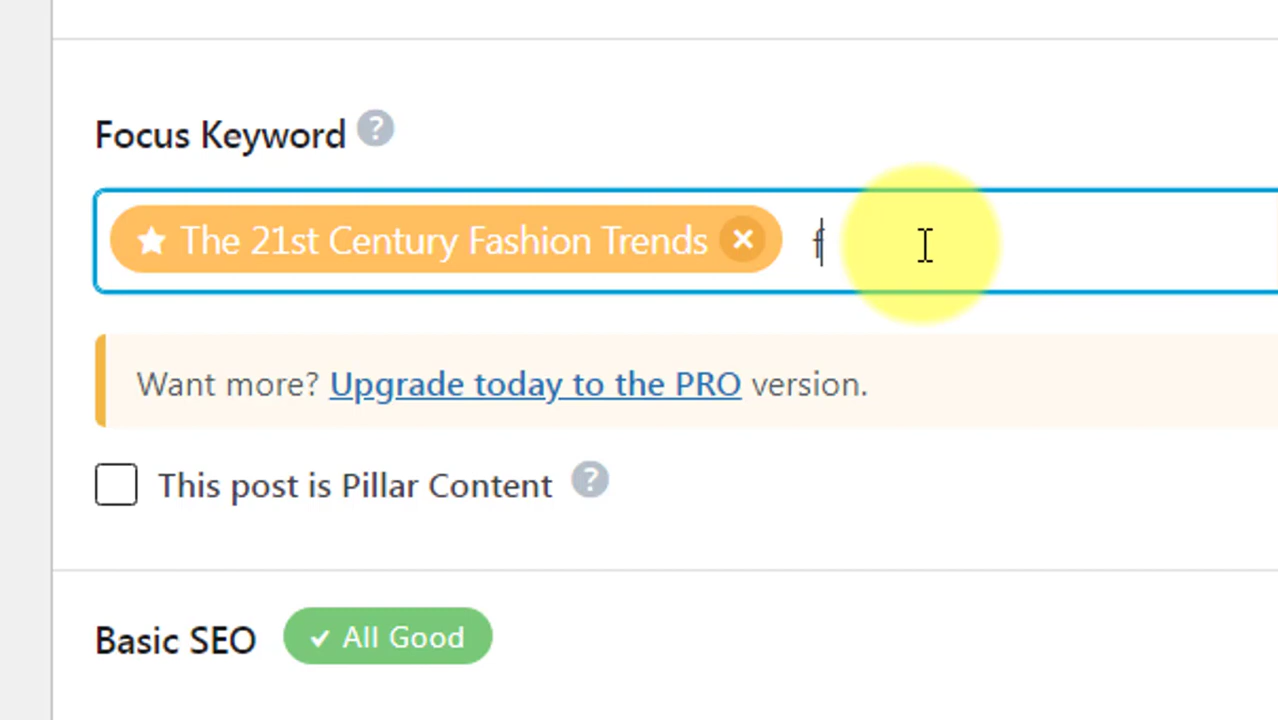 Focus Keyword ?
The 21st Century Fashion Trends × f
Want more? Upgrade today to the PRO version.
This post is Pillar Content ?
Basic SEO All Good